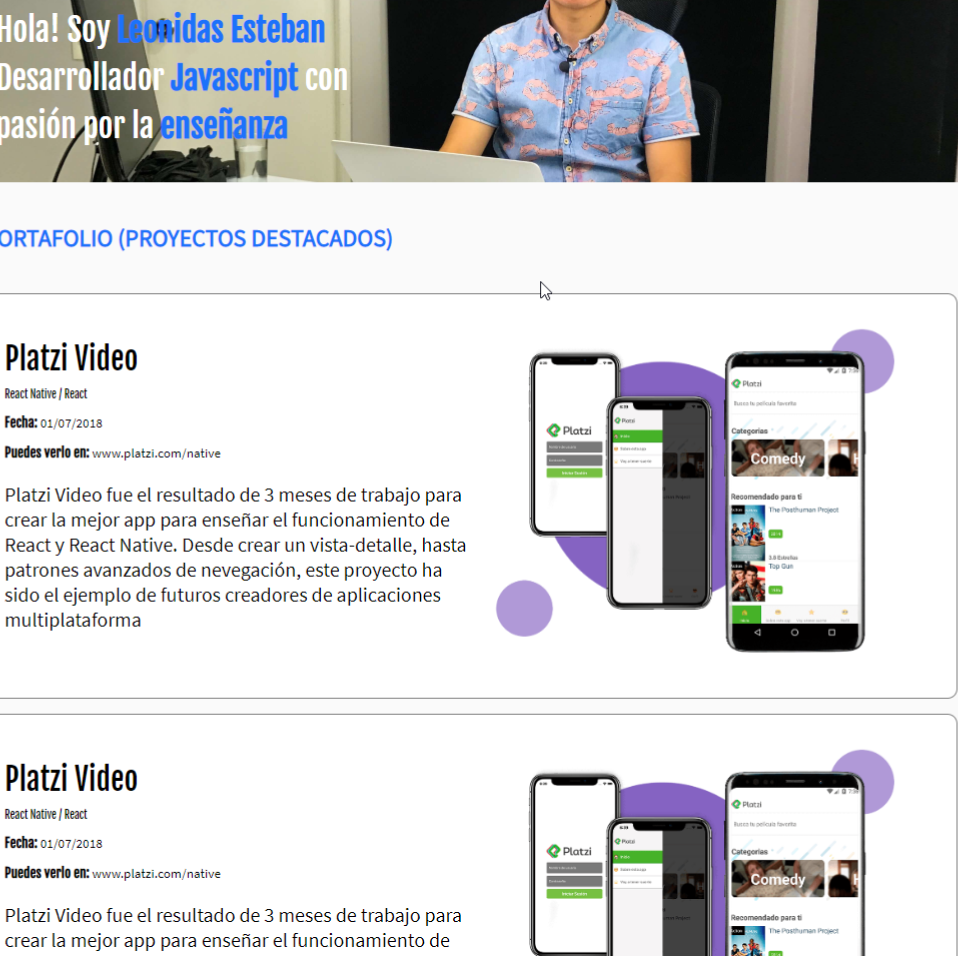 Hola! Soy Leonidas Esteban
Desarrollador Javascript con
pasión por la enseñanza
ORTAFOLIO (PROYECTOS DESTACADOS)
Platzi Video
React Native / React
Fecha: 01/07/2018
Puedes verlo en: www.platzi.com/native
Platzi Video fue el resultado de 3 meses de trabajo para
crear la mejor app para enseñar el funcionamiento de
React y React Native. Desde crear un vista-detalle, hasta
patrones avanzados de nevegación, este proyecto ha
sido el ejemplo de futuros creadores de aplicaciones
multiplataforma
Platzi
Iniciar Sesión
Platzi
Platzi
Busca tu película favorita
Categorías
Comedy
H
Recomendado para ti
The Posthuman Project
Top Gun
Platzi Video
React Native / React
Fecha: 01/07/2018
Puedes verlo en: www.platzi.com/native
Platzi Video fue el resultado de 3 meses de trabajo para
crear la mejor app para enseñar el funcionamiento de
Platzi
Iniciar Sesión
Platzi
Platzi
Busca tu película favorita
Categorías
Comedy
H
Recomendado para ti
The Posthuman Project